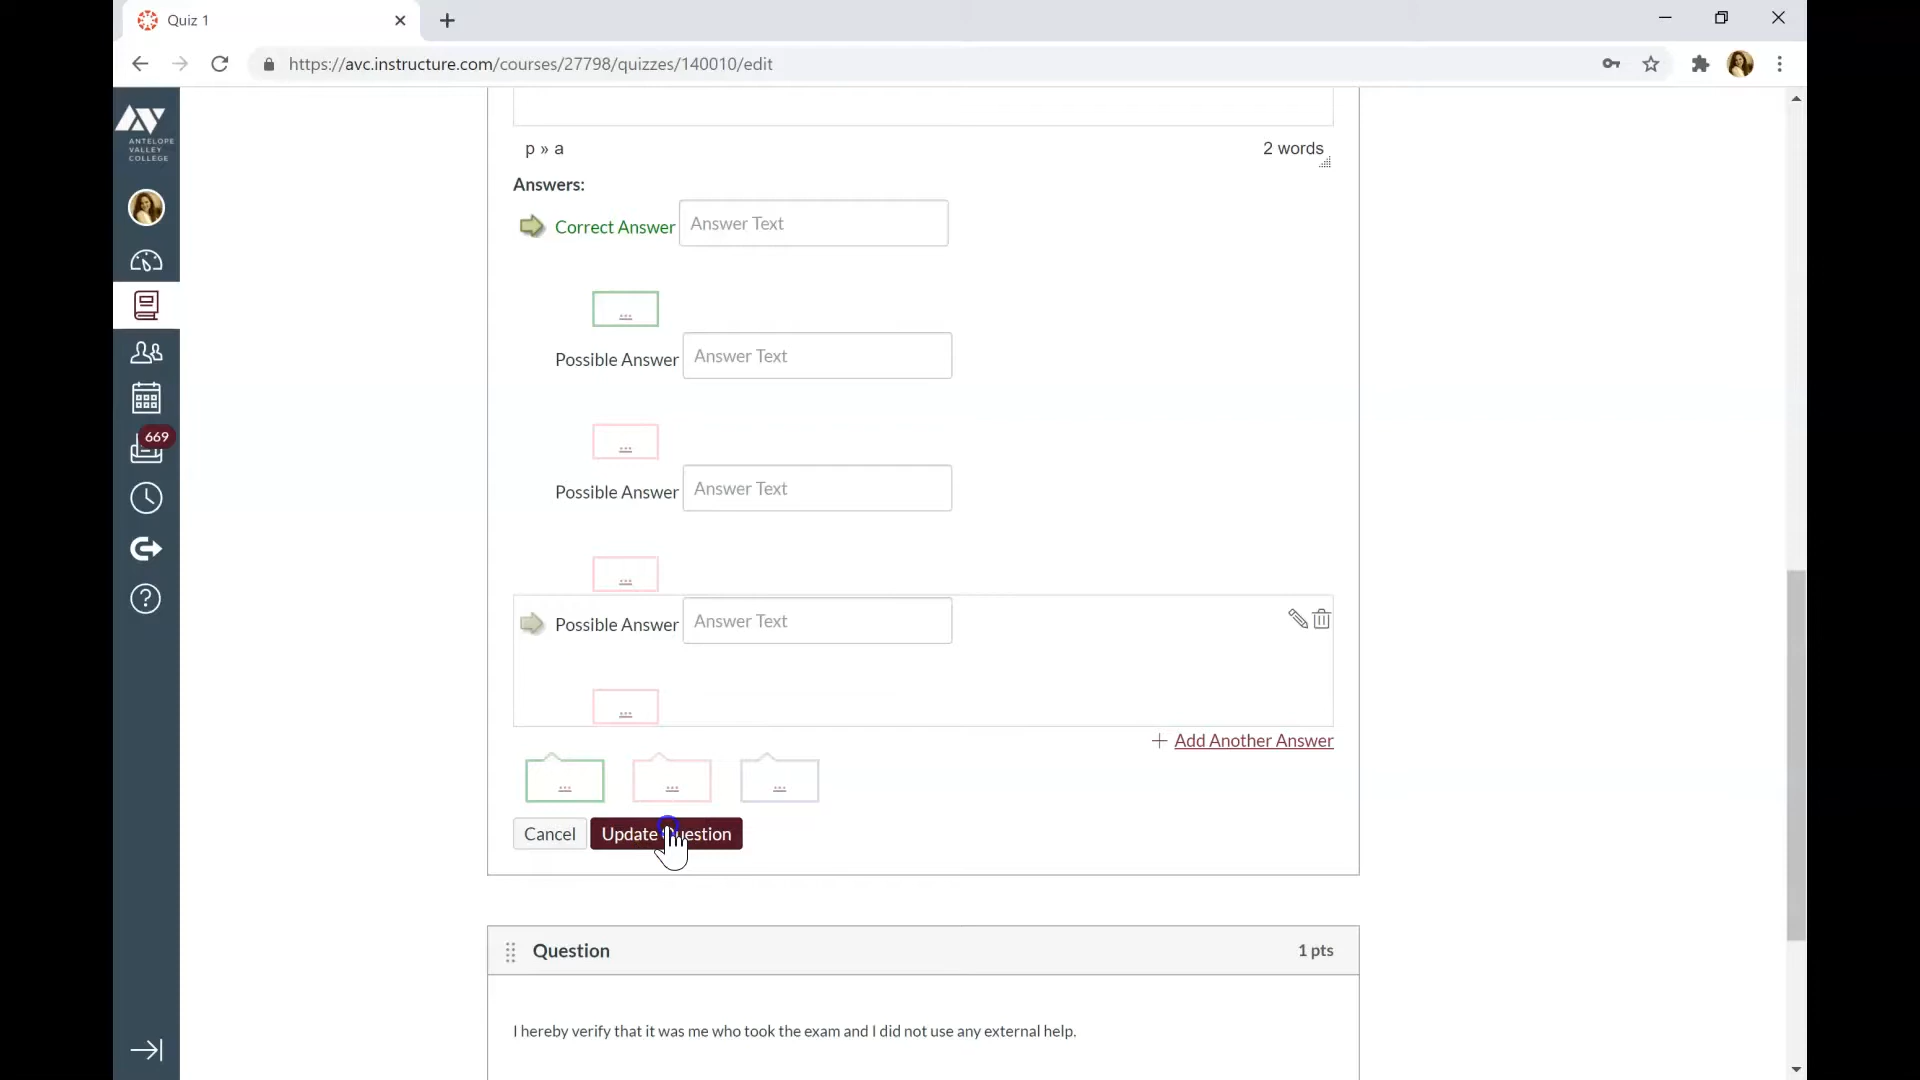 Quiz 1
https://avc.instructure.com/courses/27798/quizzes/140010/edit
ANTELOPE
VALLEY
COLLEGE
669
p » a
2 words
Answers:
Correct Answer
Answer Text
...
Possible Answer
Answer Text
...
Possible Answer
Answer Text
...
Possible Answer
Answer Text
...
Add Another Answer
...
...
...
Cancel
Update Question
Question
1 pts
I hereby verify that it was me who took the exam and I did not use any external help.